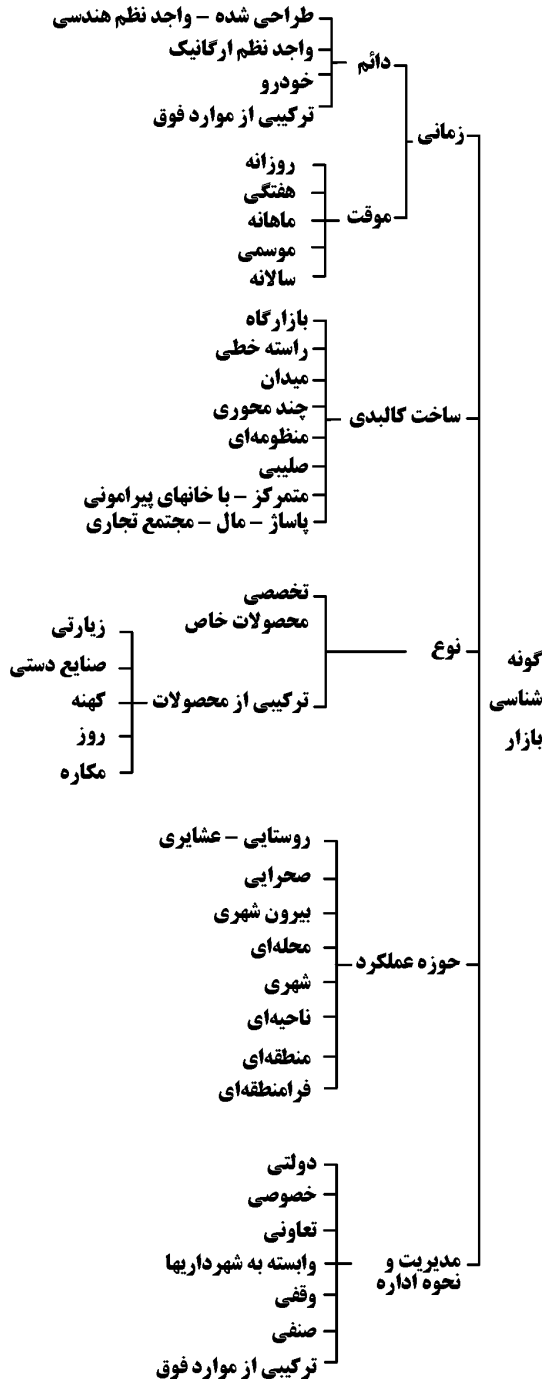 گونه
شناسی
بازار
زمانی
دائم
طراحی شده - واجد نظم هندسی
واجد نظم ارگانیک
خودرو
ترکیبی از موارد فوق
موقت
روزانه
هفتگی
ماهانه
موسمی
سالانه
ساخت کالبدی
بازارگاه
راسته خطی
میدان
چند محوری
منظومه‌ای
صلیبی
متمرکز - با خانهای پیرامونی
پاساژ - مال - مجتمع تجاری
نوع
تخصصی
محصولات خاص
ترکیبی از محصولات
زیارتی
صنایع دستی
کهنه
روز
مکاره
حوزه عملکرد
روستایی - عشایری
صحرایی
بیرون شهری
محله‌ای
شهری
ناحیه‌ای
منطقه‌ای
فرامنطقه‌ای
مدیریت و
نحوه اداره
دولتی
خصوصی
تعاونی
وابسته به شهرداریها
وقفی
صنفی
ترکیبی از موارد فوق